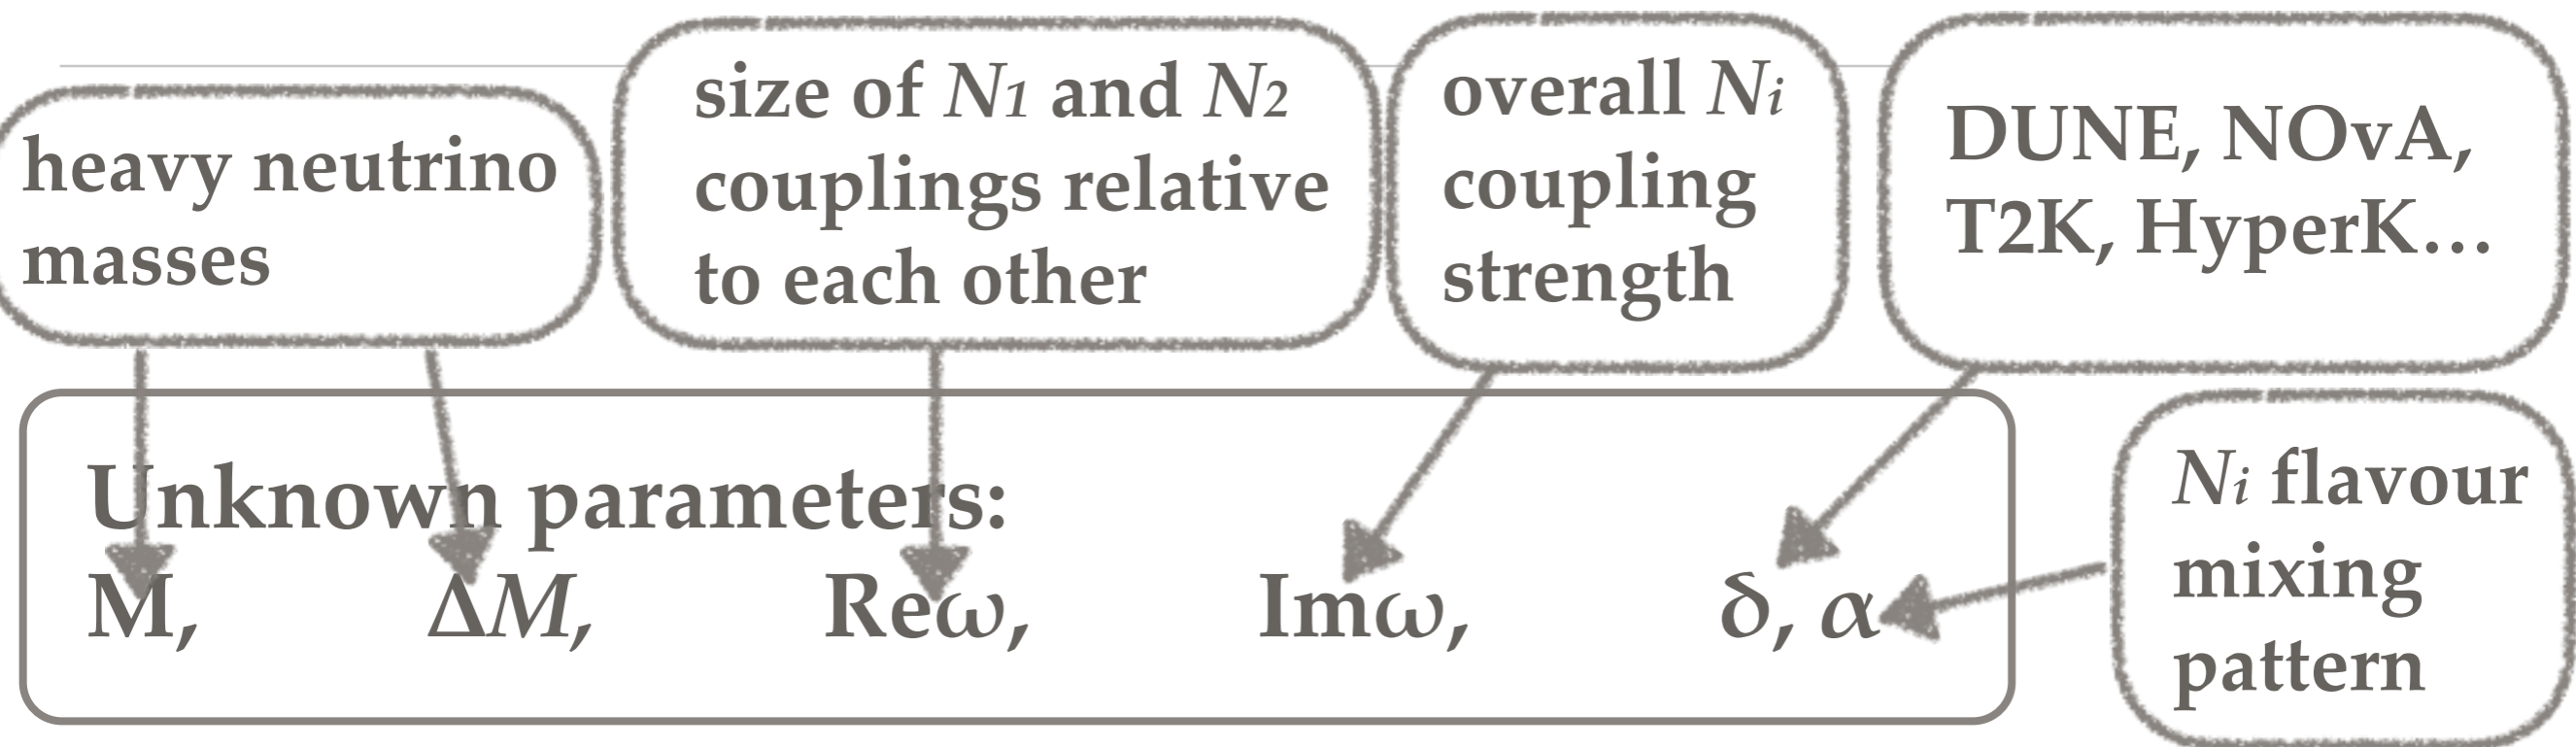 heavy neutrino
masses
size of N1 and N2
couplings relative
to each other
overall Ni
coupling
strength
DUNE, NOvA,
T2K, HyperK…
Unknown parameters:
M, ΔM, Reω, Imω, δ, α
Ni flavour
mixing
pattern